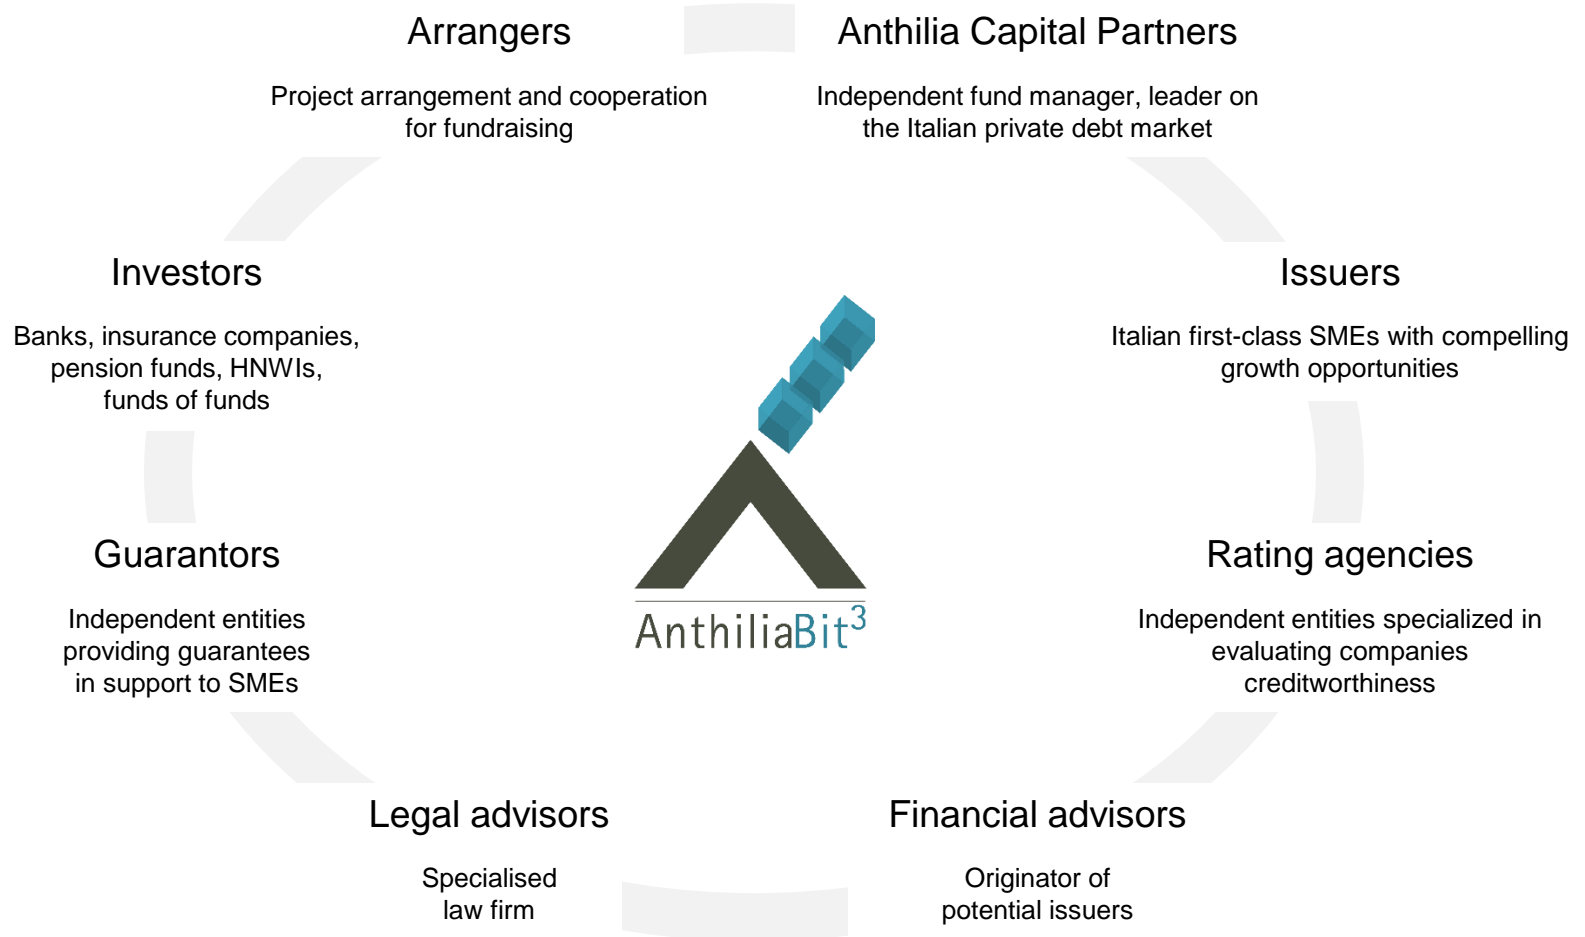 Arrangers
Project arrangement and cooperation
for fundraising
Anthilia Capital Partners
Independent fund manager, leader on
the Italian private debt market
Investors
Banks, insurance companies,
pension funds, HNWIs,
funds of funds
Issuers
Italian first-class SMEs with compelling
growth opportunities
Guarantors
Independent entities
providing guarantees
in support to SMEs
AnthiliaBit³
Rating agencies
Independent entities specialized in
evaluating companies
creditworthiness
Legal advisors
Specialised
law firm
Financial advisors
Originator of
potential issuers